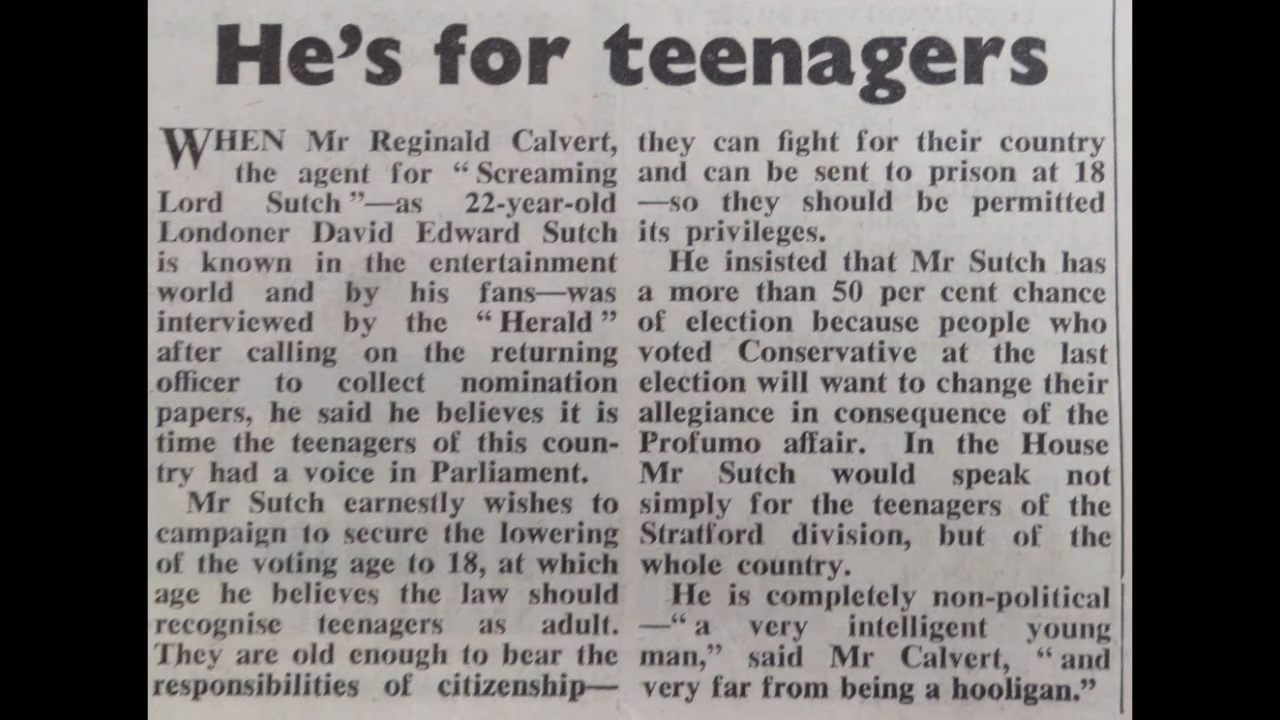 He's for teenagers
WHEN Mr Reginald Calvert,
the agent for “ Screaming
Lord Sutch ”—as 22-year-old
Londoner David Edward Sutch
is known in the entertainment
world and by his fans—was
interviewed by the “ Herald ”
after calling on the returning
officer to collect nomination
papers, he said he believes it is
time the teenagers of this coun-
try had a voice in Parliament.
Mr Sutch earnestly wishes to
campaign to secure the lowering
of the voting age to 18, at which
age he believes the law should
recognise teenagers as adult.
They are old enough to bear the
responsibilities of citizenship—
they can fight for their country
and can be sent to prison at 18
—so they should be permitted
its privileges.
He insisted that Mr Sutch has
a more than 50 per cent chance
of election because people who
voted Conservative at the last
election will want to change their
allegiance in consequence of the
Profumo affair. In the House
Mr Sutch would speak not
simply for the teenagers of the
Stratford division, but of the
whole country.
He is completely non-political
—“ a very intelligent young
man,” said Mr Calvert, “ and
very far from being a hooligan.”